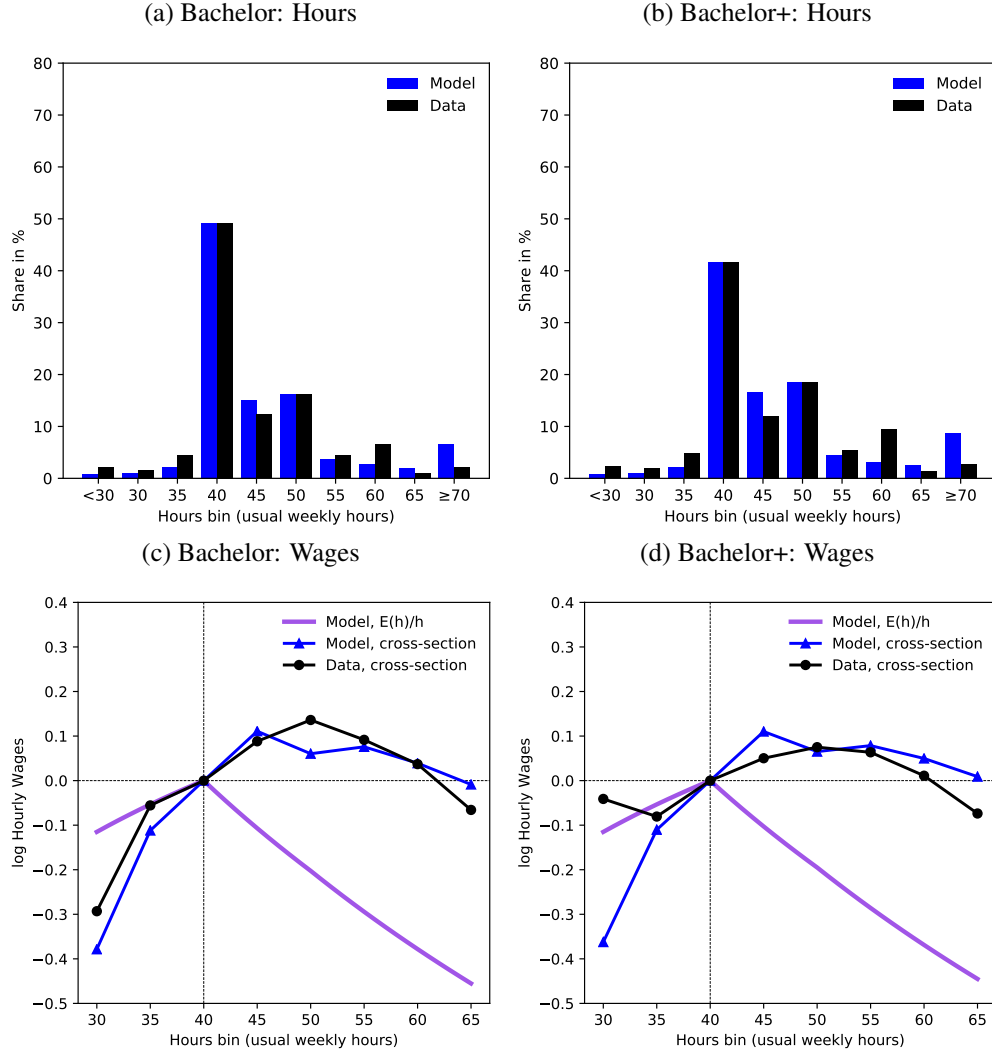 (a) Bachelor: Hours
80
70
60
50
40
30
20
10
0
Share in %
Model
Data
<30 30 35 40 45 50 55 60 65 ≥70
Hours bin (usual weekly hours)
(b) Bachelor+: Hours
80
70
60
50
40
30
20
10
0
Share in %
Model
Data
<30 30 35 40 45 50 55 60 65 ≥70
Hours bin (usual weekly hours)
(c) Bachelor: Wages
0.4
0.3
0.2
0.1
0.0
−0.1
−0.2
−0.3
−0.4
−0.5
log Hourly Wages
Model, E(h)/h
Model, cross-section
Data, cross-section
30 35 40 45 50 55 60 65
Hours bin (usual weekly hours)
(d) Bachelor+: Wages
0.4
0.3
0.2
0.1
0.0
−0.1
−0.2
−0.3
−0.4
−0.5
log Hourly Wages
Model, E(h)/h
Model, cross-section
Data, cross-section
30 35 40 45 50 55 60 65
Hours bin (usual weekly hours)